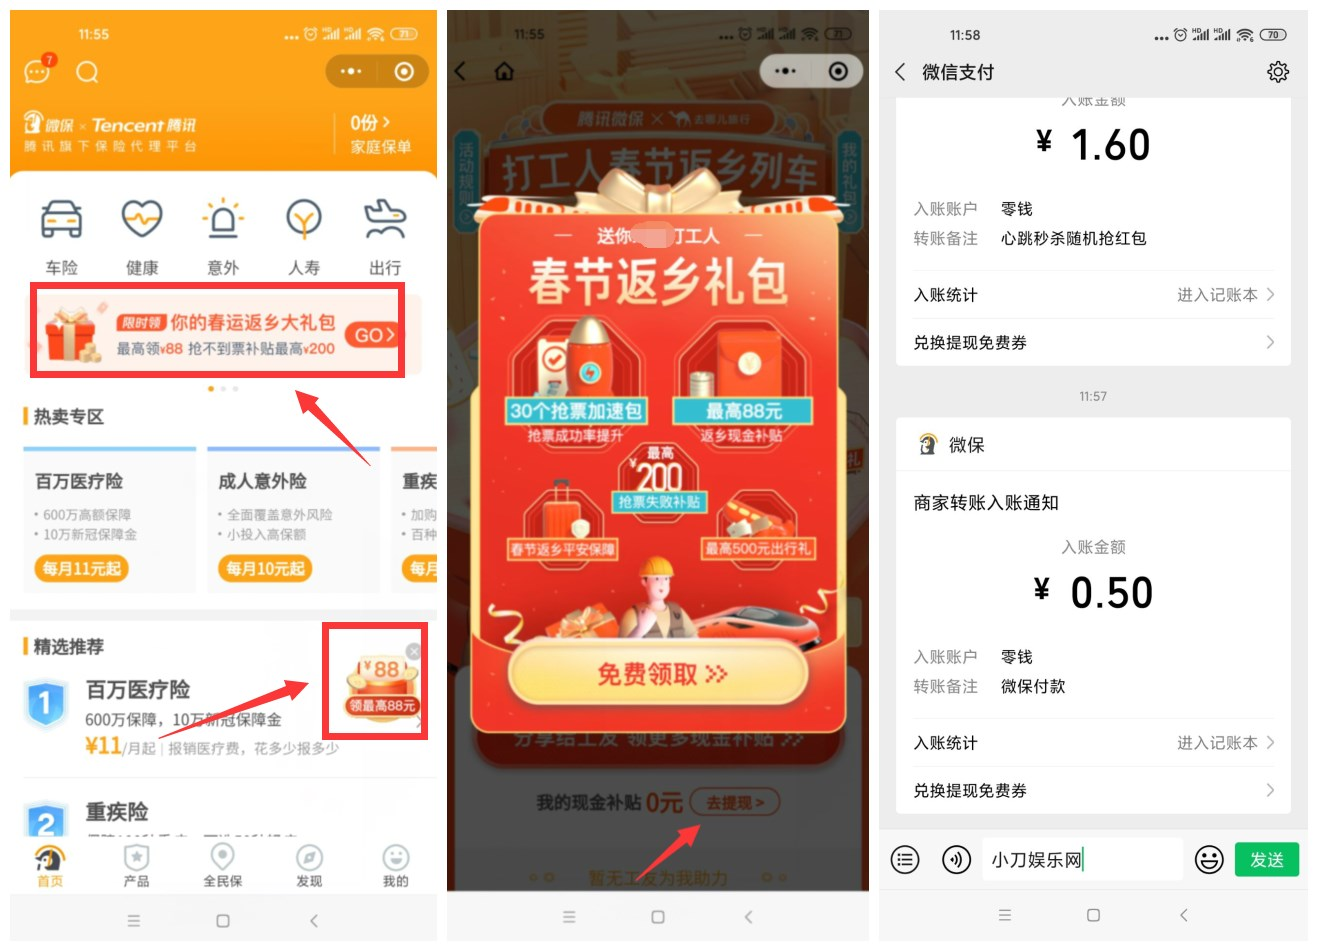 11:55
71
7
微保 × Tencent 腾讯
腾讯旗下保险代理平台
0份 >
家庭保单
车险
健康
意外
人寿
出行
限时领 你的春运返乡大礼包
最高领¥88 抢不到票补贴最高¥200
GO>
热卖专区
百万医疗险
• 600万高额保障
• 10万新冠保障金
每月11元起
成人意外险
• 全面覆盖意外风险
• 小投入高保额
每月10元起
重疾
• 加购
• 百种
每月
精选推荐
1
百万医疗险
600万保障，10万新冠保障金
¥11/月起 | 报销医疗费，花多少报多少
¥88
领最高88元
2
重疾险
首页
产品
全民保
发现
我的
11:55
71
腾讯微保 × 去哪儿旅行
活动规则
打工人春节返乡列车
我的礼包
送你 打工人
春节返乡礼包
30个抢票加速包
抢票成功率提升
最高88元
返乡现金补贴
最高
¥200
抢票失败补贴
春节返乡平安保障
最高500元出行礼
礼
免费领取 >>
分享给工友 领更多现金补贴 >>
我的现金补贴 0元 去提现 >
暂无工友为我助力
11:58
HD HD
70
微信支付
入账金额
¥ 1.60
入账账户 零钱
转账备注 心跳秒杀随机抢红包
入账统计 进入记账本 >
兑换提现免费券 >
11:57
微保
商家转账入账通知
入账金额
¥ 0.50
入账账户 零钱
转账备注 微保付款
入账统计 进入记账本 >
兑换提现免费券 >
小刀娱乐网
发送